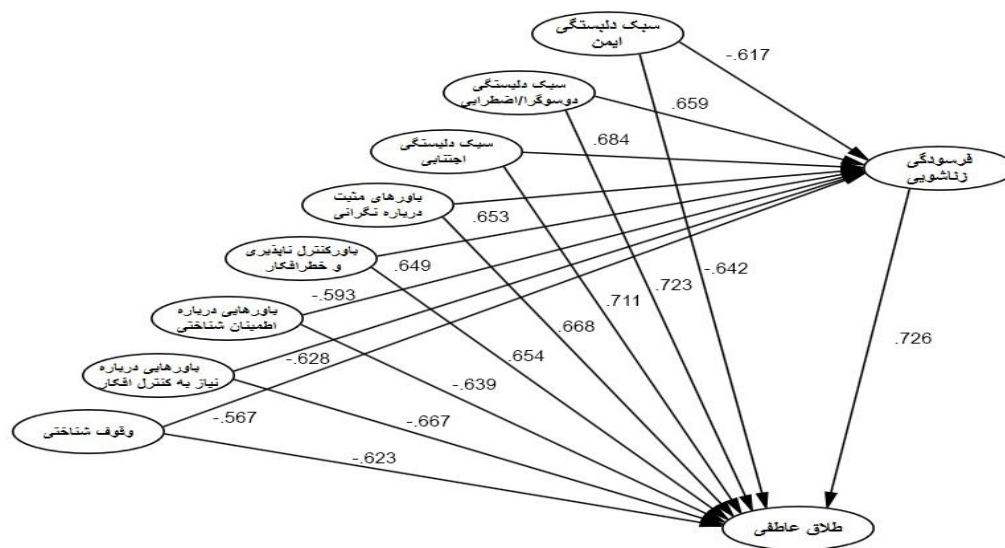 سبک دلبستگی
ایمن
-.617
سبک دلبستگی
دوسوگرا/اضطرابی
.659
سبک دلبستگی
اجتنابی
.684
فرسودگی
زناشویی
باورهای مثبت
درباره نگرانی
.653
باورکنترل ناپذیری
و خطرافکار
.649
-.642
.723
.711
باورهایی درباره
اطمینان شناختی
-.593
.668
.726
.654
باورهایی درباره
نیاز به کنترل افکار
-.628
-.639
وقوف شناختی
-.567
-.667
-.623
طلاق عاطفی